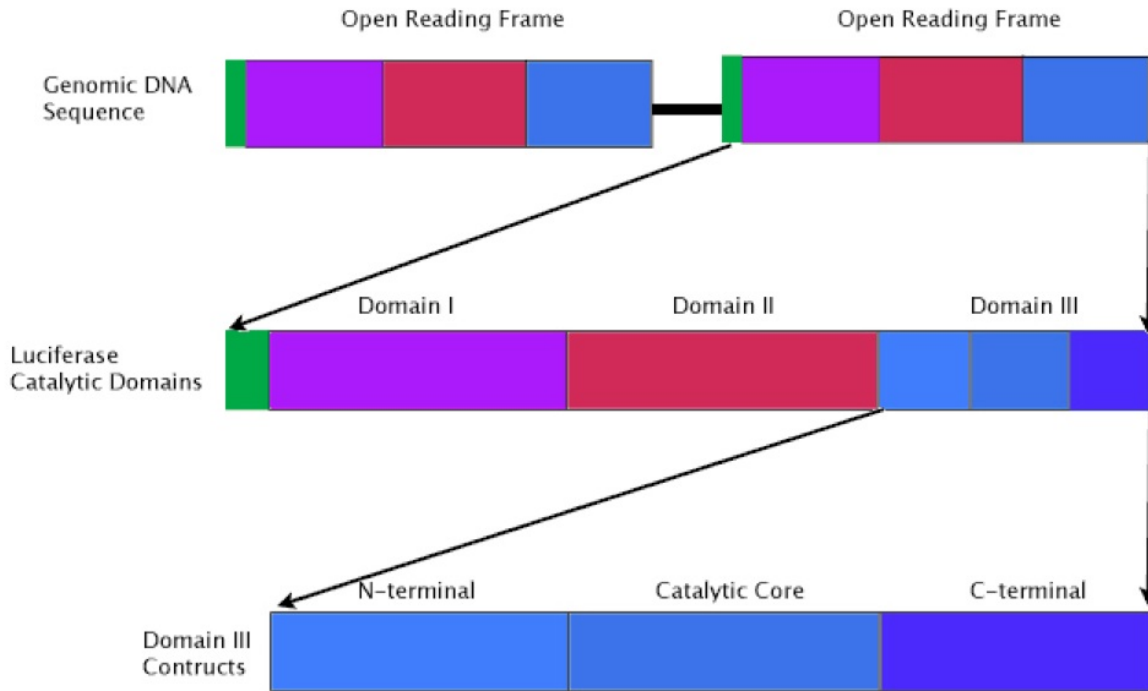 Open Reading Frame
Open Reading Frame
Genomic DNA
Sequence
Domain I
Domain II
Domain III
Luciferase
Catalytic Domains
N-terminal
Catalytic Core
C-terminal
Domain III
Contructs